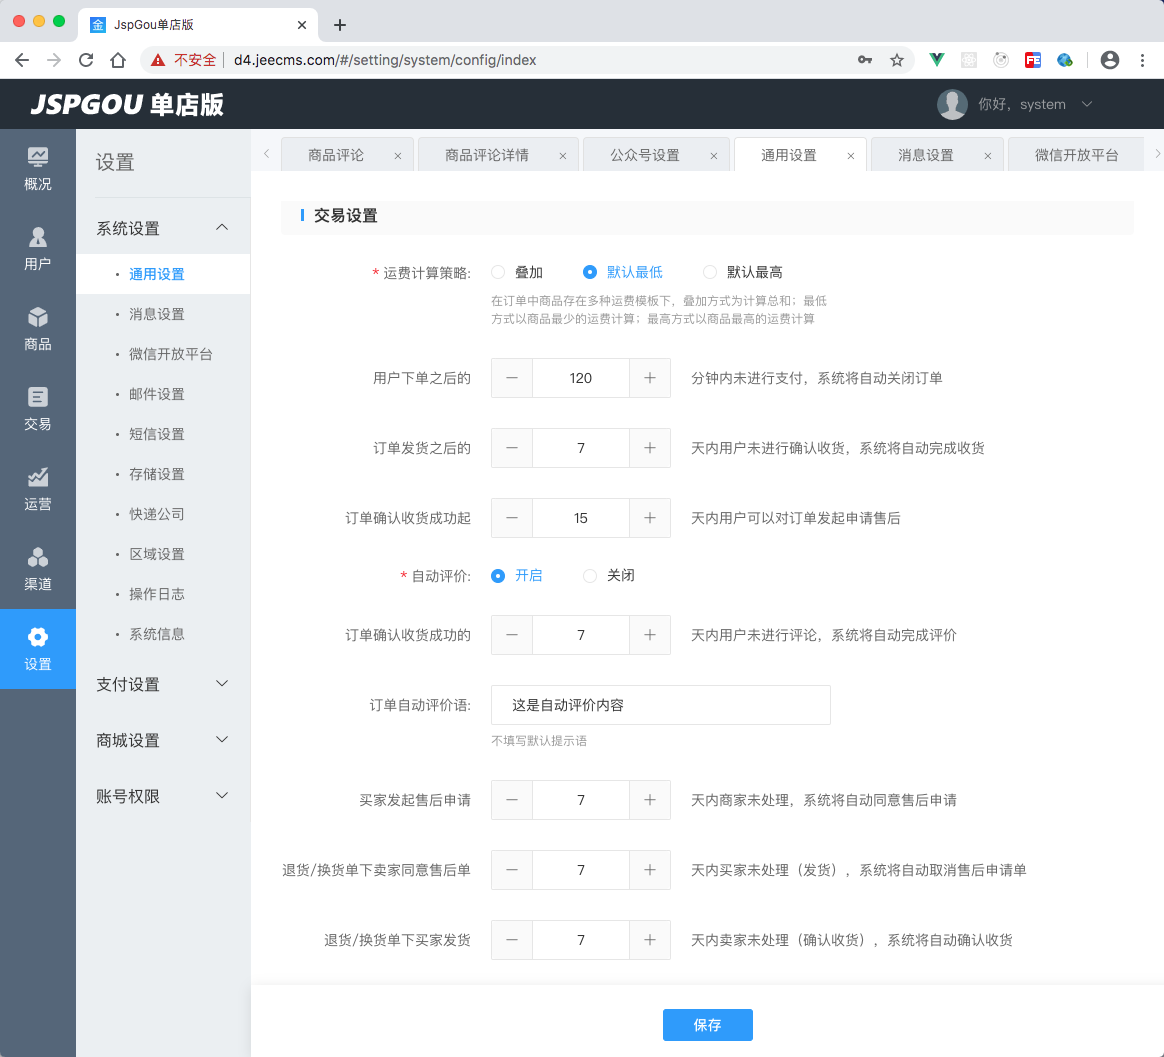 金 JspGou单店版
不安全 d4.jeecms.com/#/setting/system/config/index
FE
JSPGOU 单店版
你好，system
概况
用户
商品
交易
运营
渠道
设置
设置
系统设置
通用设置
消息设置
微信开放平台
邮件设置
短信设置
存储设置
快递公司
区域设置
操作日志
系统信息
支付设置
商城设置
账号权限
商品评论 商品评论详情 公众号设置 通用设置 消息设置 微信开放平台
交易设置
* 运费计算策略: 叠加 默认最低 默认最高
在订单中商品存在多种运费模板下，叠加方式为计算总和；最低
方式以商品最少的运费计算；最高方式以商品最高的运费计算
用户下单之后的 120 分钟内未进行支付，系统将自动关闭订单
订单发货之后的 7 天内用户未进行确认收货，系统将自动完成收货
订单确认收货成功起 15 天内用户可以对订单发起申请售后
* 自动评价: 开启 关闭
订单确认收货成功的 7 天内用户未进行评论，系统将自动完成评价
订单自动评价语: 这是自动评价内容
不填写默认提示语
买家发起售后申请 7 天内商家未处理，系统将自动同意售后申请
退货/换货单下卖家同意售后单 7 天内买家未处理（发货），系统将自动取消售后申请单
退货/换货单下买家发货 7 天内卖家未处理（确认收货），系统将自动确认收货
保存